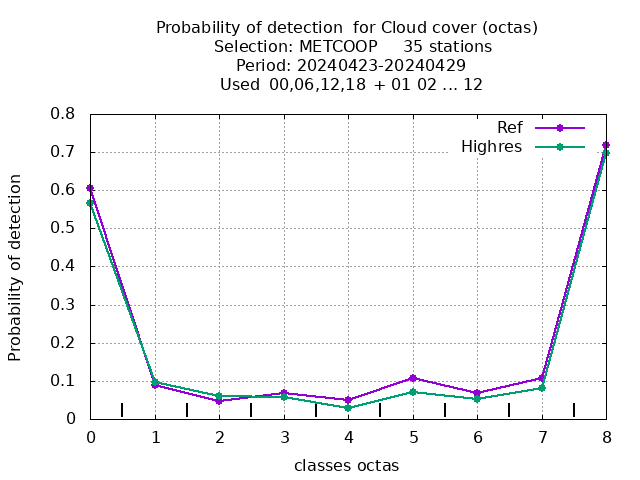 Probability of detection  for Cloud cover (octas)
Selection: METCOOP     35 stations
Period: 20240423-20240429
Used  00,06,12,18  + 01 02 ... 12
Ref
Highres
Probability of detection
0.8
0.7
0.6
0.5
0.4
0.3
0.2
0.1
0
0 1 2 3 4 5 6 7 8
classes octas